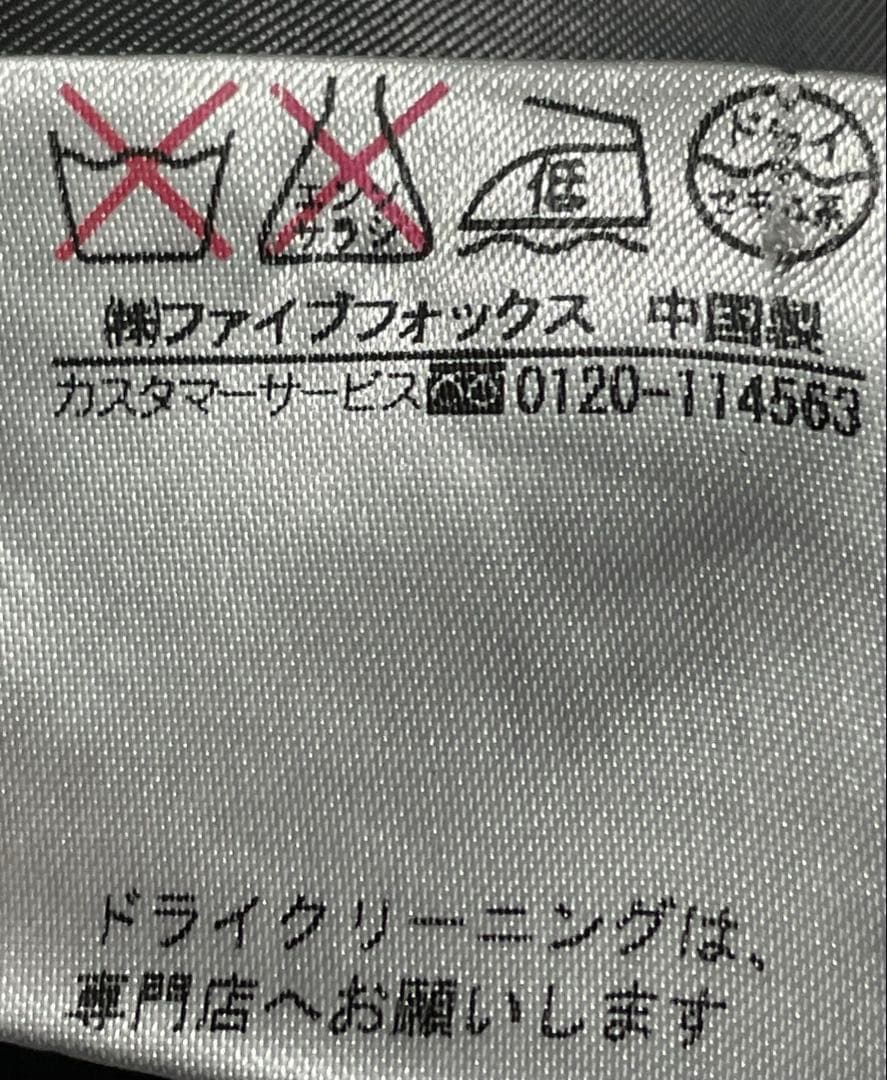 エンソ
サラシ
低
ドライ
セキユ系
㈱ファイブフォックス 中国製
カスタマーサービス 0120-114563
ドライクリーニングは、
専門店へお願いします